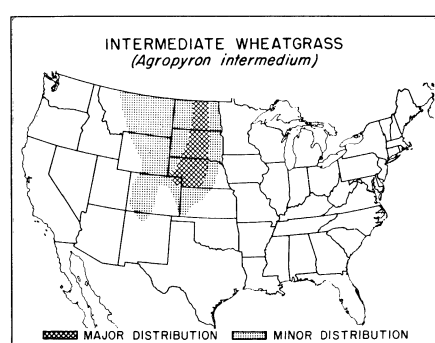 INTERMEDIATE WHEATGRASS
(Agropyron intermedium)
MAJOR DISTRIBUTION MINOR DISTRIBUTION